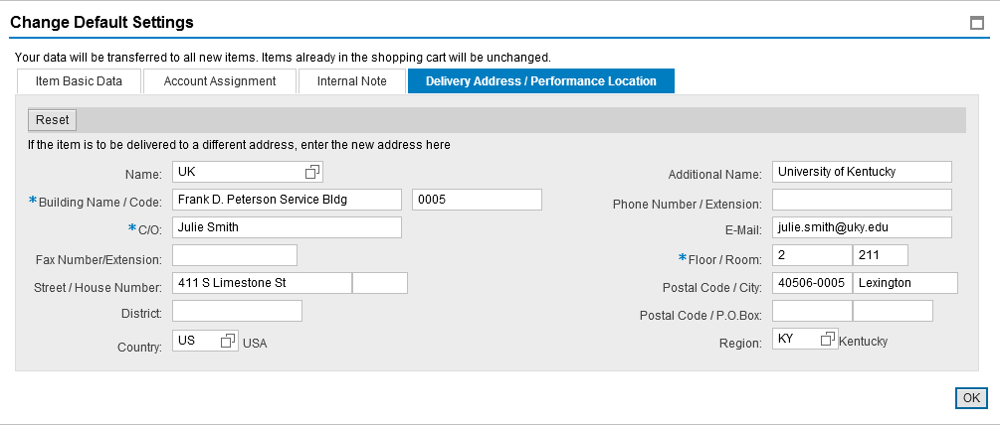 Change Default Settings
Your data will be transferred to all new items. Items already in the shopping cart will be unchanged.
Item Basic Data Account Assignment Internal Note Delivery Address / Performance Location
Reset
If the item is to be delivered to a different address, enter the new address here
Name: UK Additional Name: University of Kentucky
*Building Name / Code: Frank D. Peterson Service Bldg 0005 Phone Number / Extension:
*C/O: Julie Smith E-Mail: julie.smith@uky.edu
Fax Number/Extension: *Floor / Room: 2 211
Street / House Number: 411 S Limestone St Postal Code / City: 40506-0005 Lexington
District: Postal Code / P.O.Box:
Country: US USA Region: KY Kentucky
OK